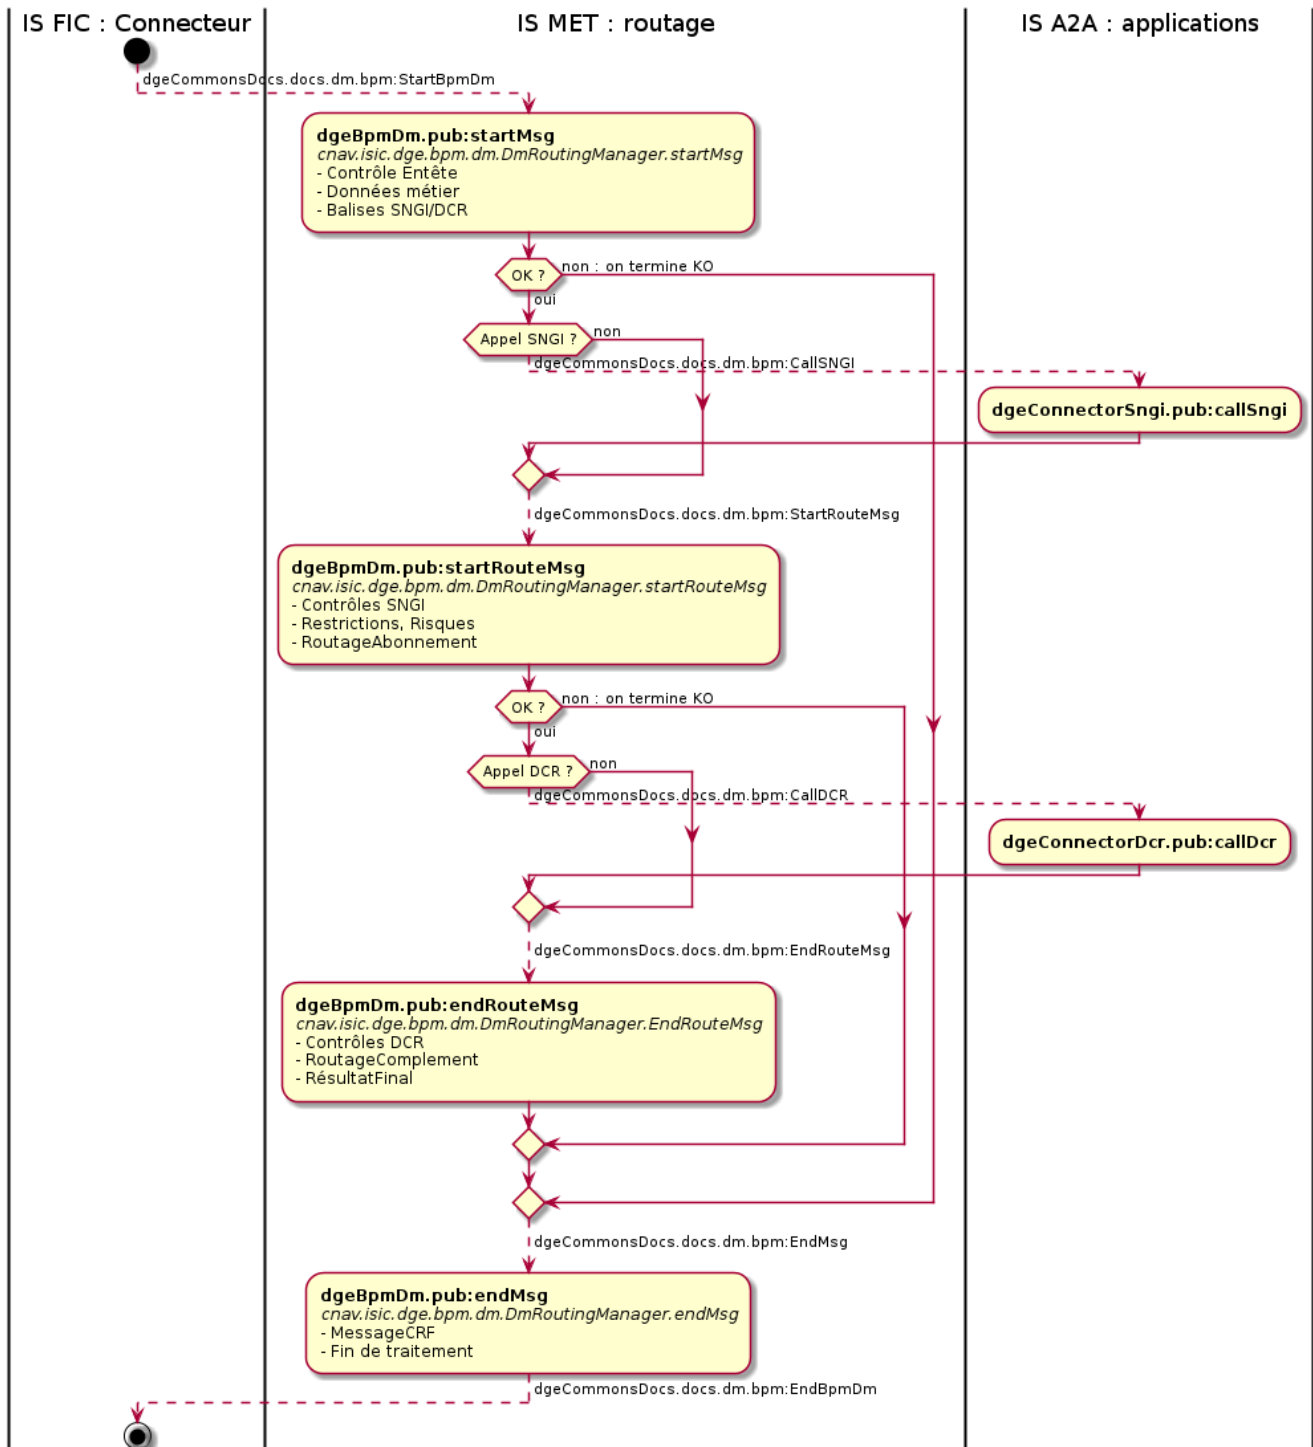 IS FIC : Connecteur
IS MET : routage
IS A2A : applications
dgeCommonsDocs.docs.dm.bpm:StartBpmDm
dgeBpmDm.pub:startMsg
cnav.isic.dge.bpm.dm.DmRoutingManager.startMsg
- Contrôle Entête
- Données métier
- Balises SNGI/DCR
OK ?
non : on termine KO
oui
Appel SNGI ?
non
dgeCommonsDocs.docs.dm.bpm:CallSNGI
dgeConnectorSngi.pub:callSngi
dgeCommonsDocs.docs.dm.bpm:StartRouteMsg
dgeBpmDm.pub:startRouteMsg
cnav.isic.dge.bpm.dm.DmRoutingManager.startRouteMsg
- Contrôles SNGI
- Restrictions, Risques
- RoutageAbonnement
OK ?
non : on termine KO
oui
Appel DCR ?
non
dgeCommonsDocs.docs.dm.bpm:CallDCR
dgeConnectorDcr.pub:callDcr
dgeCommonsDocs.docs.dm.bpm:EndRouteMsg
dgeBpmDm.pub:endRouteMsg
cnav.isic.dge.bpm.dm.DmRoutingManager.EndRouteMsg
- Contrôles DCR
- RoutageComplement
- RésultatFinal
dgeCommonsDocs.docs.dm.bpm:EndMsg
dgeBpmDm.pub:endMsg
cnav.isic.dge.bpm.dm.DmRoutingManager.endMsg
- MessageCRF
- Fin de traitement
dgeCommonsDocs.docs.dm.bpm:EndBpmDm